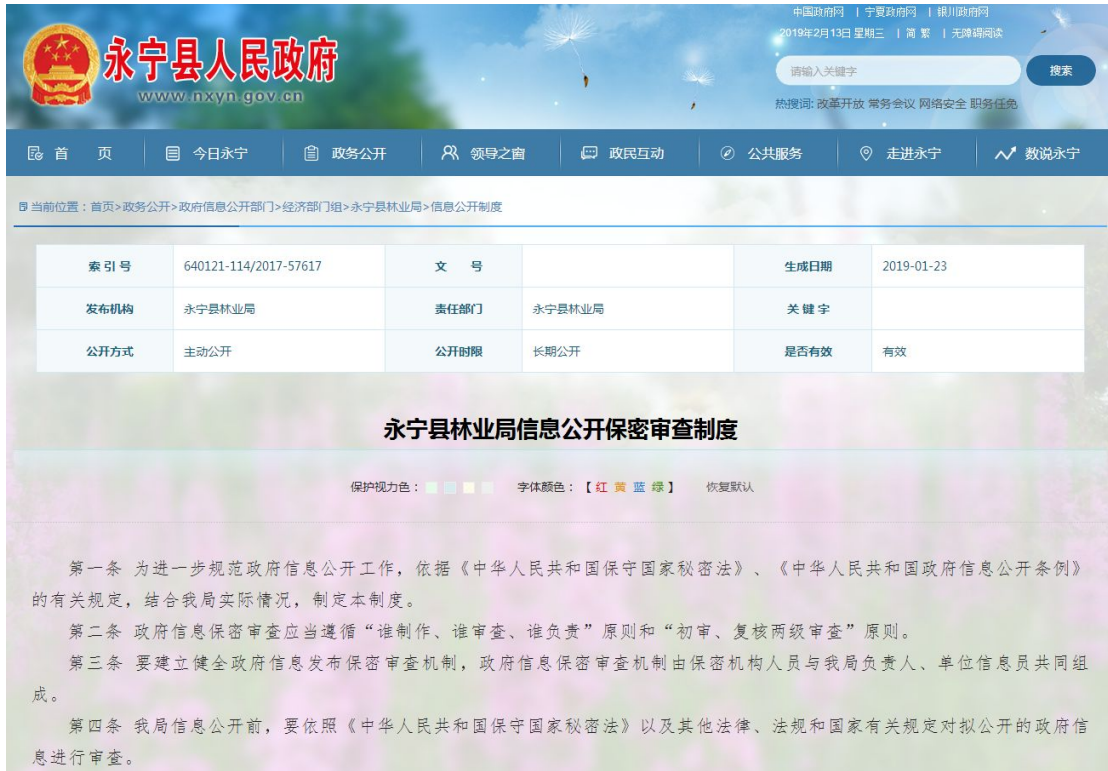 中国政府网 | 宁夏政府网 | 银川政府网
2019年2月13日 星期三 | 简 繁 | 无障碍阅读
永宁县人民政府
www.nxyn.gov.cn
请输入关键字 搜索
热搜词: 改革开放 常务会议 网络安全 职务任免
首 页 今日永宁 政务公开 领导之窗 政民互动 公共服务 走进永宁 数说永宁
当前位置：首页>政务公开>政府信息公开部门>经济部门组>永宁县林业局>信息公开制度
索 引 号 640121-114/2017-57617 文 号 生成日期 2019-01-23
发布机构 永宁县林业局 责任部门 永宁县林业局 关 键 字
公开方式 主动公开 公开时限 长期公开 是否有效 有效
永宁县林业局信息公开保密审查制度
保护视力色： 字体颜色：【 红 黄 蓝 绿 】 恢复默认
第一条 为进一步规范政府信息公开工作，依据《中华人民共和国保守国家秘密法》、《中华人民共和国政府信息公开条例》
的有关规定，结合我局实际情况，制定本制度。
第二条 政府信息保密审查应当遵循“谁制作、谁审查、谁负责”原则和“初审、复核两级审查”原则。
第三条 要建立健全政府信息发布保密审查机制，政府信息保密审查机制由保密机构人员与我局负责人、单位信息员共同组
成。
第四条 我局信息公开前，要依照《中华人民共和国保守国家秘密法》以及其他法律、法规和国家有关规定对拟公开的政府信
息进行审查。